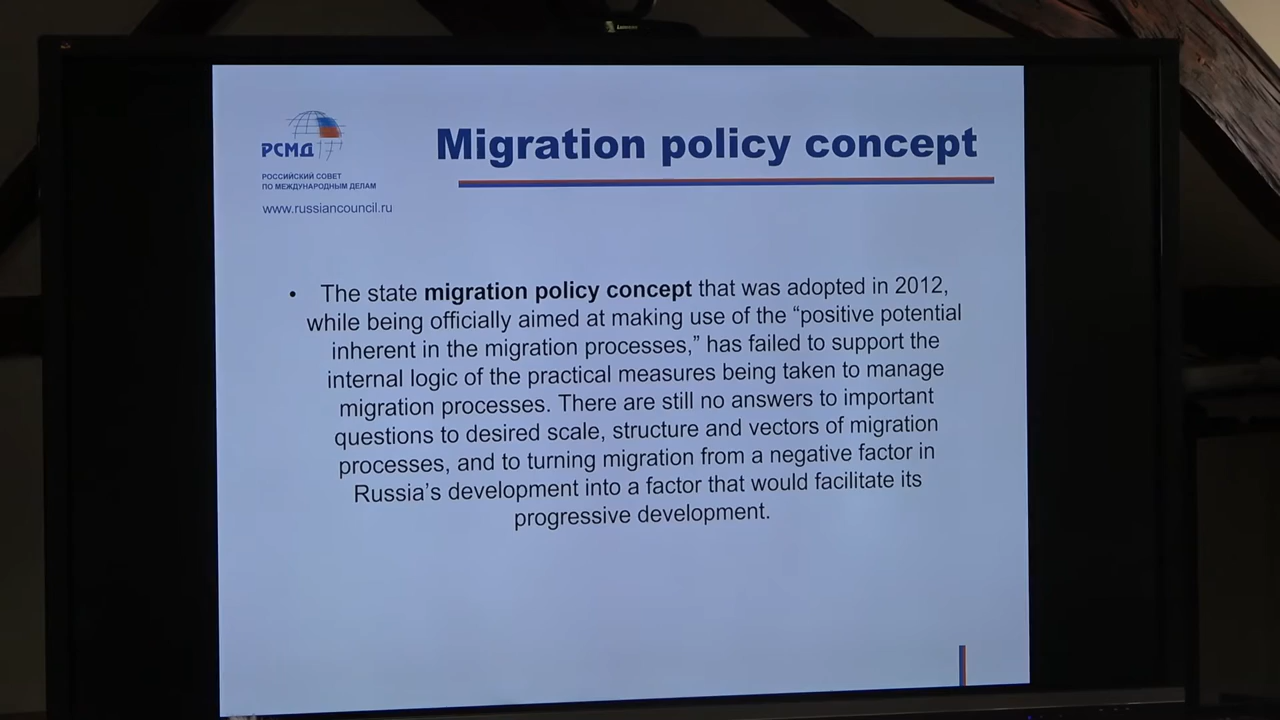 РСМД
РОССИЙСКИЙ СОВЕТ
ПО МЕЖДУНАРОДНЫМ ДЕЛАМ
www.russiancouncil.ru
Migration policy concept
• The state migration policy concept that was adopted in 2012,
while being officially aimed at making use of the “positive potential
inherent in the migration processes,” has failed to support the
internal logic of the practical measures being taken to manage
migration processes. There are still no answers to important
questions to desired scale, structure and vectors of migration
processes, and to turning migration from a negative factor in
Russia’s development into a factor that would facilitate its
progressive development.